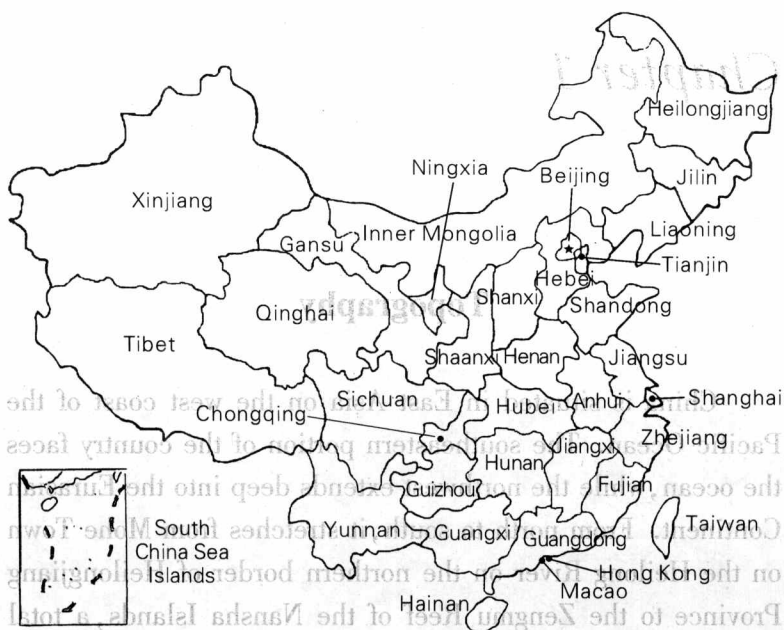 Chapter 1
Heilongjiang
Ningxia
Beijing
Jilin
Xinjiang
Inner Mongolia
Liaoning
Gansu
Tianjin
Hebei
Shanxi
Topography
Qinghai
Shandong
Tibet
Shaanxi
Henan
Jiangsu
Sichuan
Anhui
Shanghai
Chongqing
Hubei
Zhejiang
Jiangxi
Hunan
Guizhou
Fujian
Yunnan
Guangxi
Guangdong
Taiwan
South
China Sea
Islands
Hong Kong
Macao
Hainan
China is situated in East Asia on the west coast of the
Pacific Ocean. The southeastern portion of the country faces
the ocean, while the extends deep into the Eurasian
Continent. From north to south, it stretches from Mohe Town
on the Heilong River on the northern border of Heilongjiang
Province to the Zengmu Reef of the Nansha Islands, a total